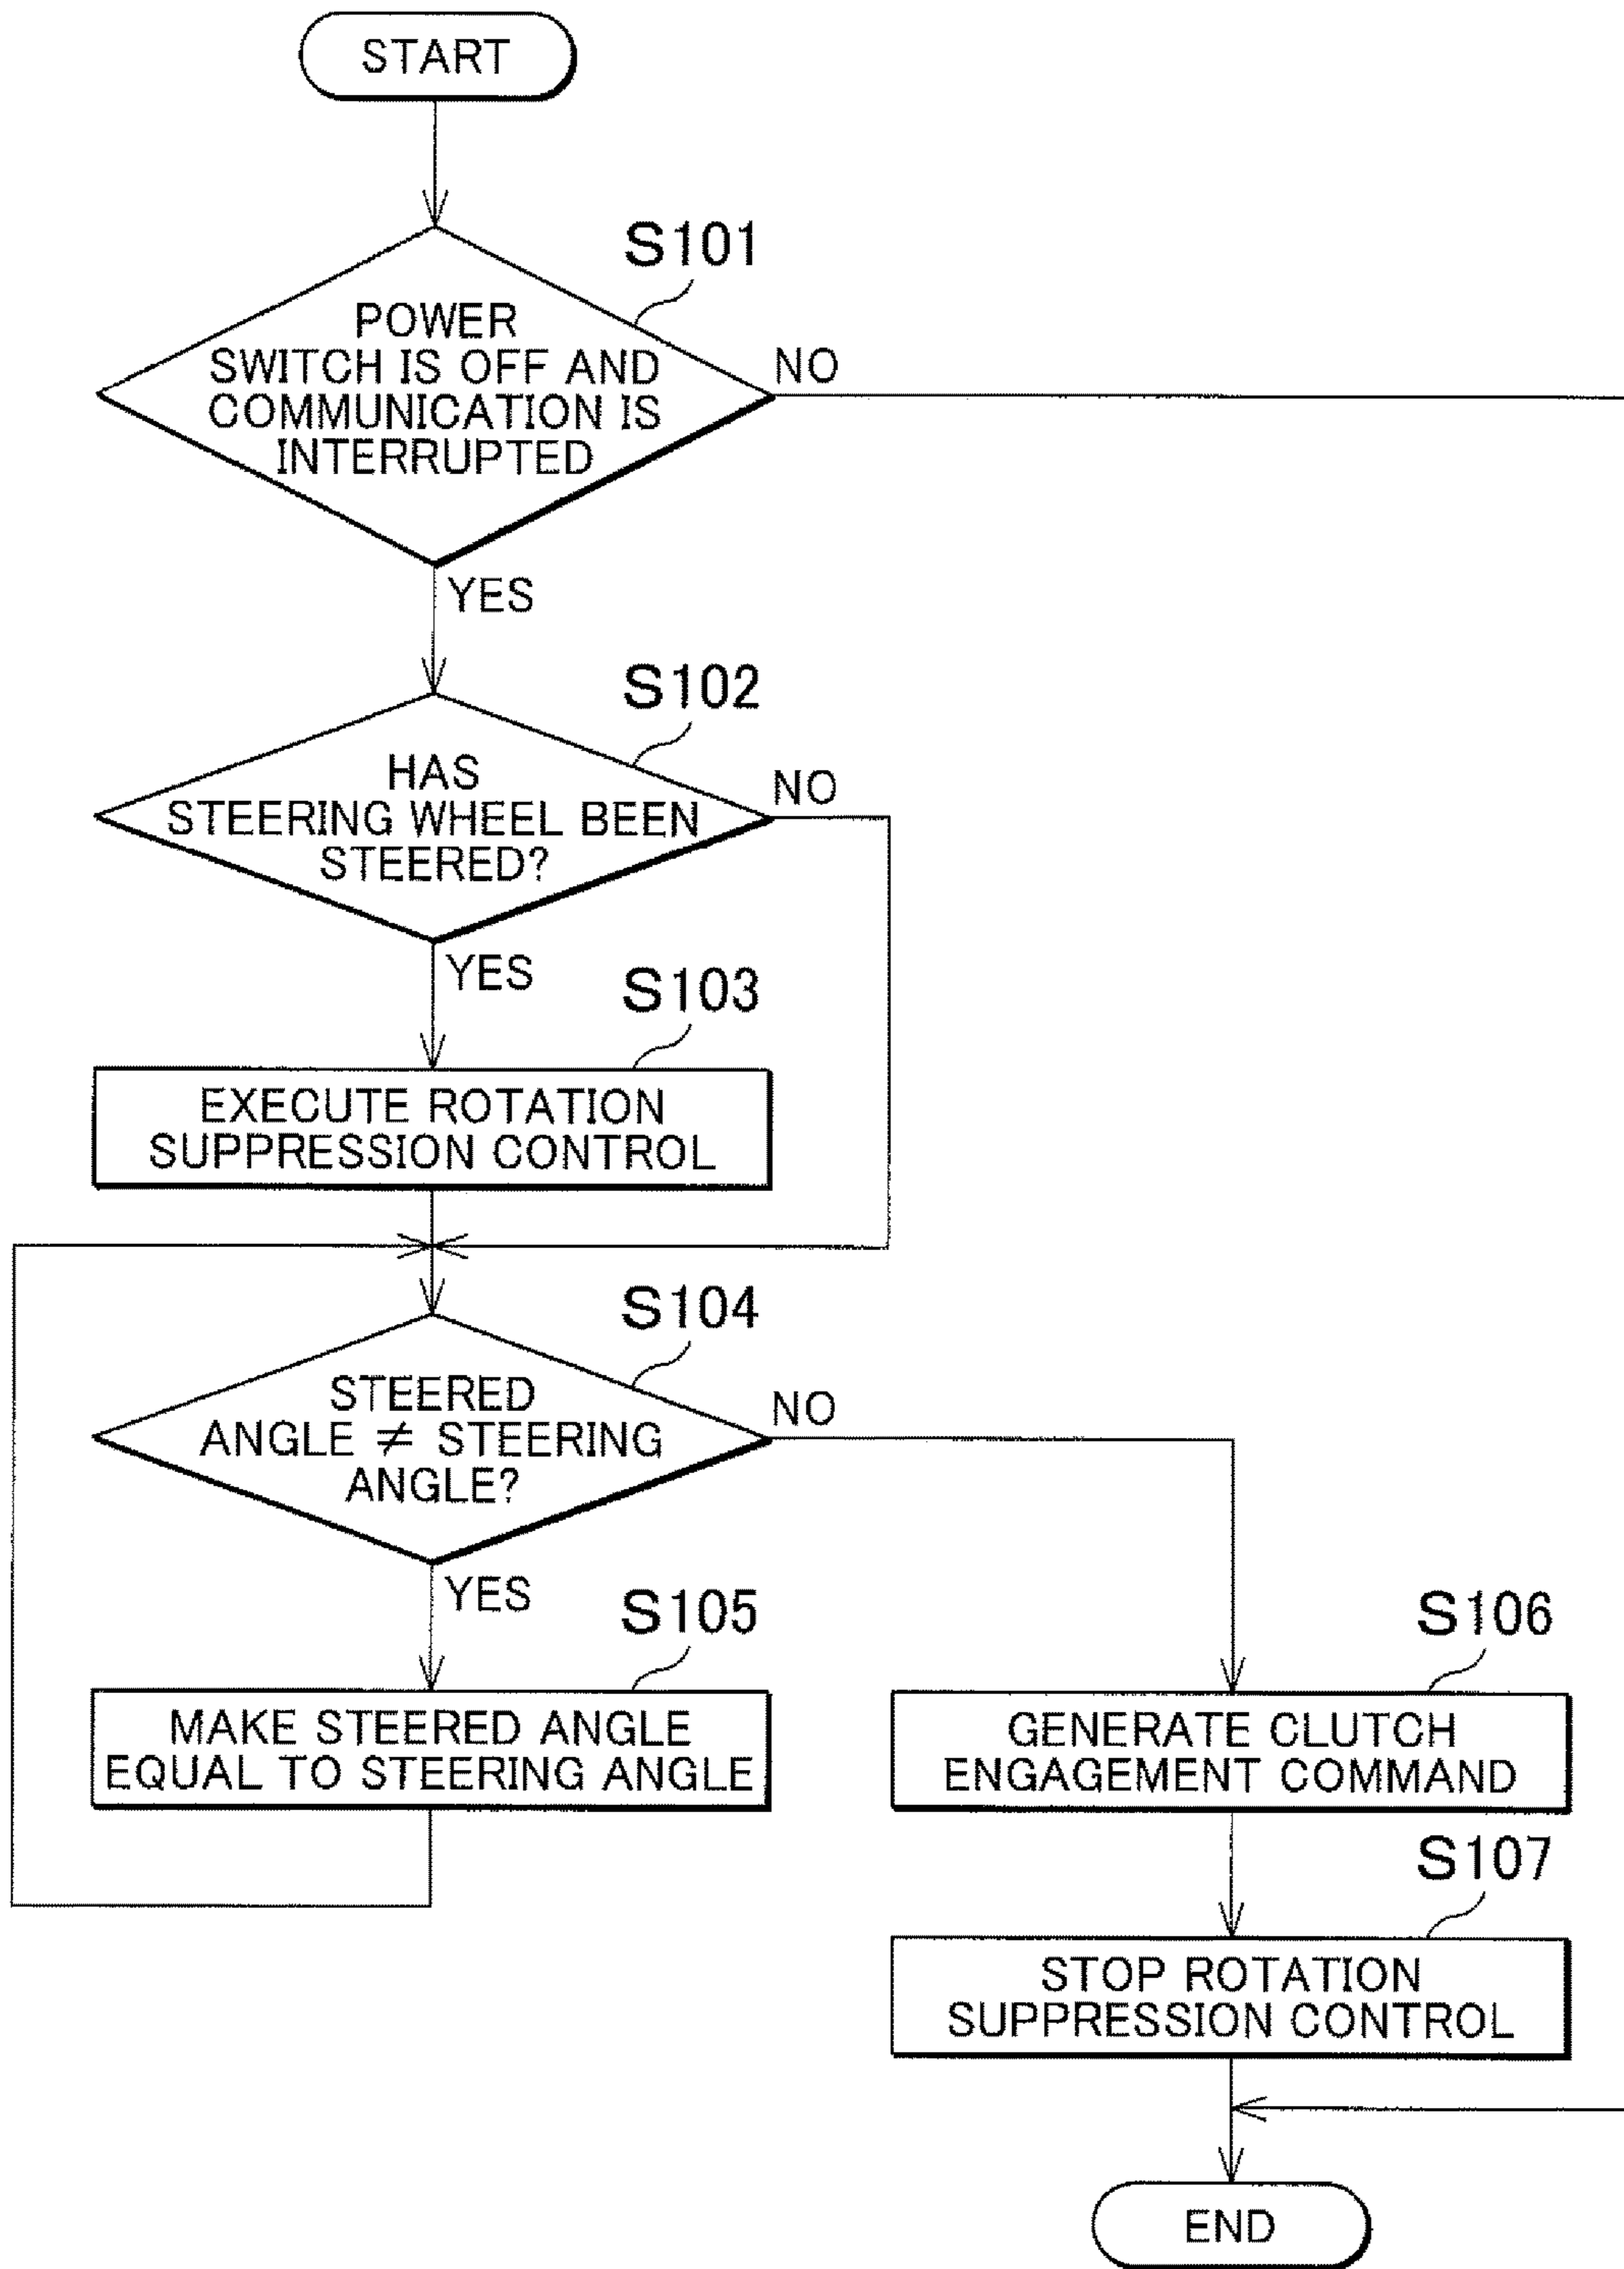 START
S101
POWER
SWITCH IS OFF AND
COMMUNICATION IS
INTERRUPTED
NO
YES
S102
HAS
STEERING WHEEL BEEN
STEERED?
NO
YES
S103
EXECUTE ROTATION
SUPPRESSION CONTROL
S104
STEERED
ANGLE ≠ STEERING
ANGLE?
NO
YES
S105
MAKE STEERED ANGLE
EQUAL TO STEERING ANGLE
S106
GENERATE CLUTCH
ENGAGEMENT COMMAND
S107
STOP ROTATION
SUPPRESSION CONTROL
END